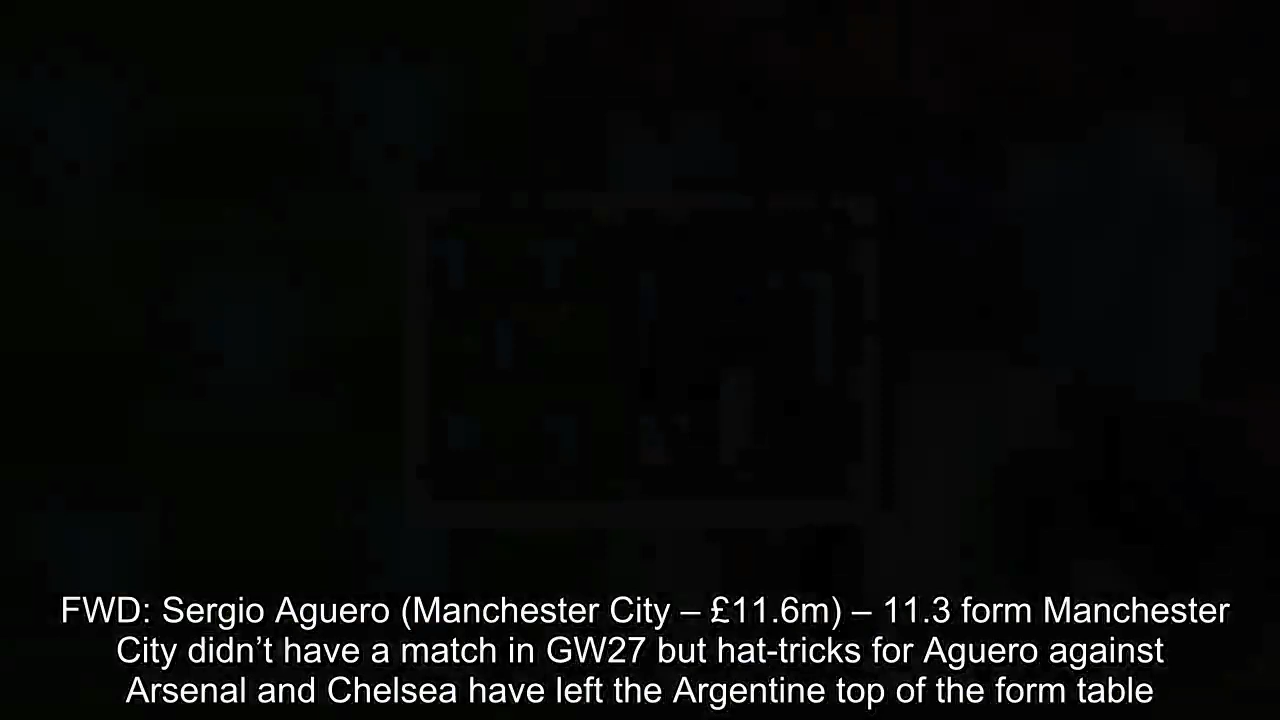 FWD: Sergio Aguero (Manchester City – £11.6m) – 11.3 form Manchester
City didn’t have a match in GW27 but hat-tricks for Aguero against
Arsenal and Chelsea have left the Argentine top of the form table